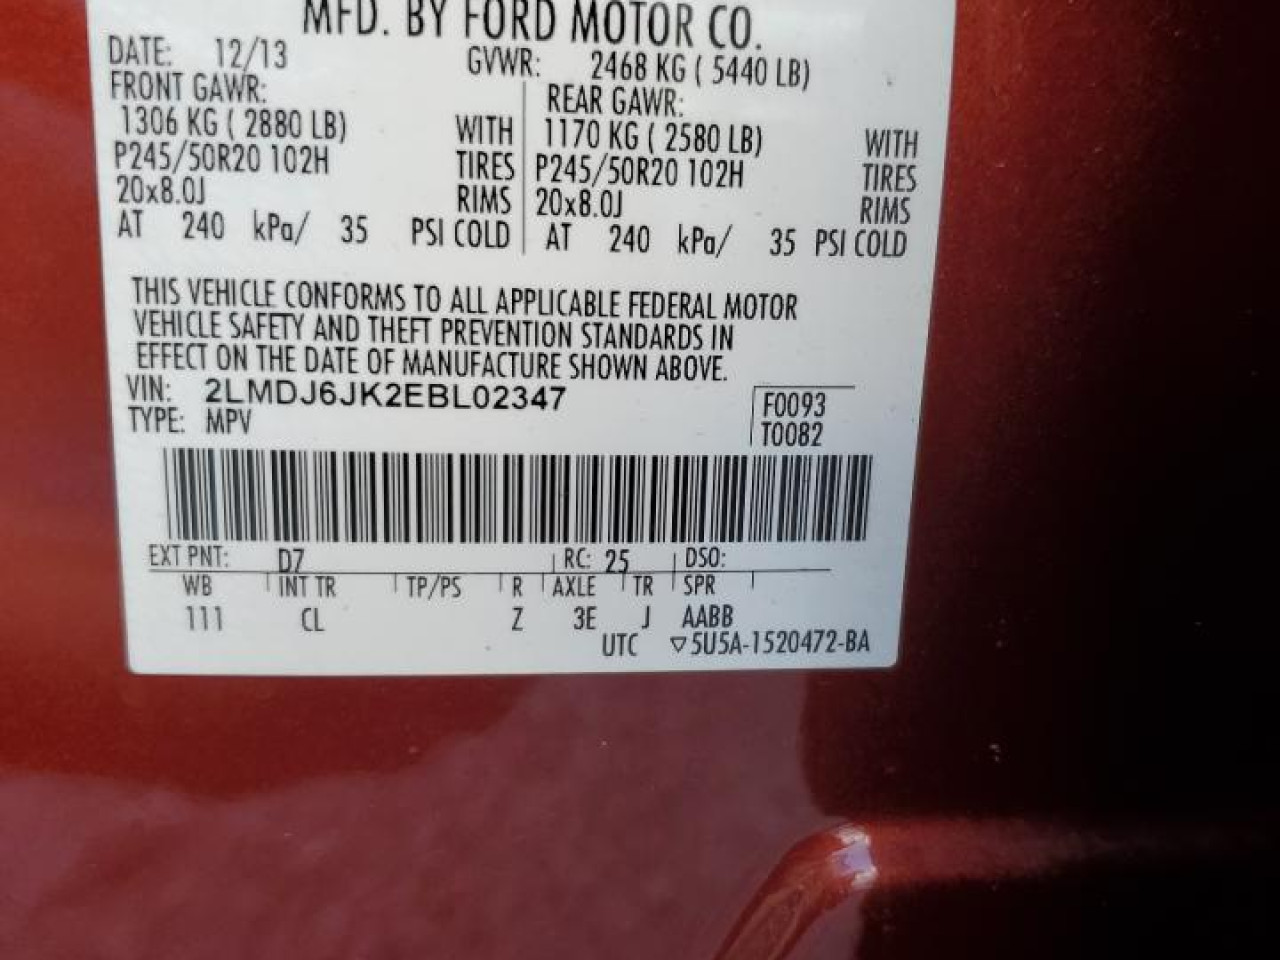 MFD. BY FORD MOTOR CO.
DATE: 12/13 GVWR: 2468 KG ( 5440 LB)
FRONT GAWR: REAR GAWR:
1306 KG ( 2880 LB) WITH 1170 KG ( 2580 LB) WITH
P245/50R20 102H TIRES P245/50R20 102H TIRES
20x8.0J RIMS 20x8.0J RIMS
AT 240 kPa/ 35 PSI COLD AT 240 kPa/ 35 PSI COLD
THIS VEHICLE CONFORMS TO ALL APPLICABLE FEDERAL MOTOR
VEHICLE SAFETY AND THEFT PREVENTION STANDARDS IN
EFFECT ON THE DATE OF MANUFACTURE SHOWN ABOVE.
VIN: 2LMDJ6JK2EBL02347 F0093
TYPE: MPV T0082
EXT PNT: D7 RC: 25 DSO:
WB INT TR TP/PS R AXLE TR SPR
111 CL Z 3E J AABB
UTC ▽5U5A-1520472-BA